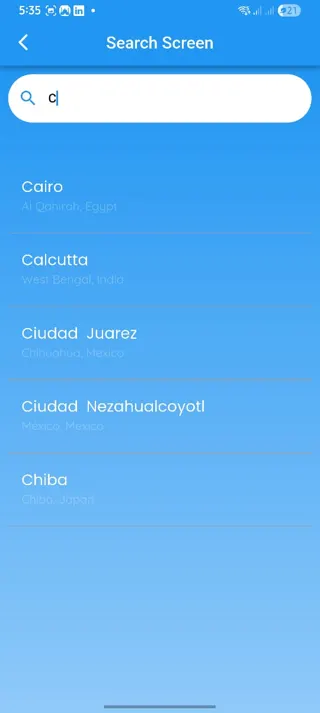 5:35
21
Search Screen
c
Cairo
Al Qahirah, Egypt
Calcutta
West Bengal, India
Ciudad Juarez
Chihuahua, Mexico
Ciudad Nezahualcoyotl
Mexico, Mexico
Chiba
Chiba, Japan